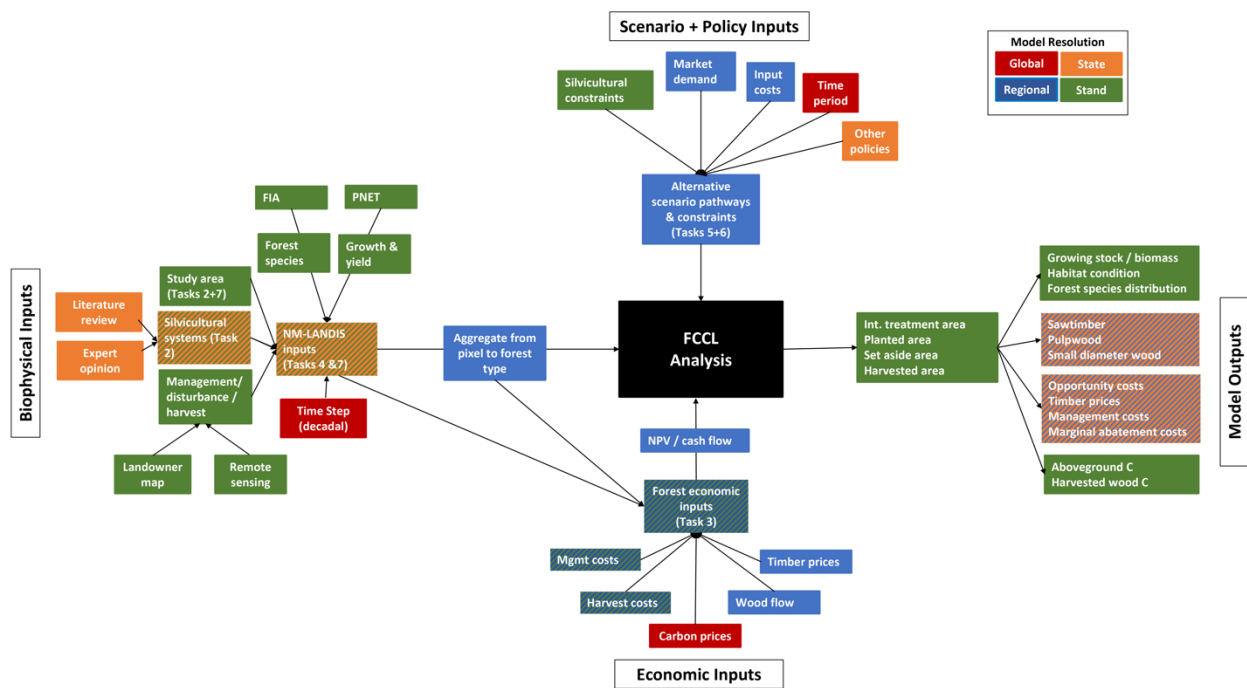 Scenario + Policy Inputs
Model Resolution
Global
State
Regional
Stand
Silvicultural
constraints
Market
demand
Input
costs
Time
period
Other
policies
Alternative
scenario pathways
& constraints
(Tasks 5+6)
FIA
PNET
Forest
species
Growth &
yield
Biophysical Inputs
Study area
(Tasks 2+7)
Literature
review
Expert
opinion
Silvicultural
systems (Task
2)
Management/
disturbance /
harvest
Landowner
map
Remote
sensing
NM-LANDIS
inputs
(Tasks 4 &7)
Time Step
(decadal)
Aggregate from
pixel to forest
type
FCCL
Analysis
NPV / cash flow
Forest economic
inputs
(Task 3)
Mgmt costs
Harvest costs
Carbon prices
Wood flow
Timber prices
Economic Inputs
Int. treatment area
Planted area
Set aside area
Harvested area
Growing stock / biomass
Habitat condition
Forest species distribution
Sawtimber
Pulpwood
Small diameter wood
Opportunity costs
Timber prices
Management costs
Marginal abatement costs
Aboveground C
Harvested wood C
Model Outputs